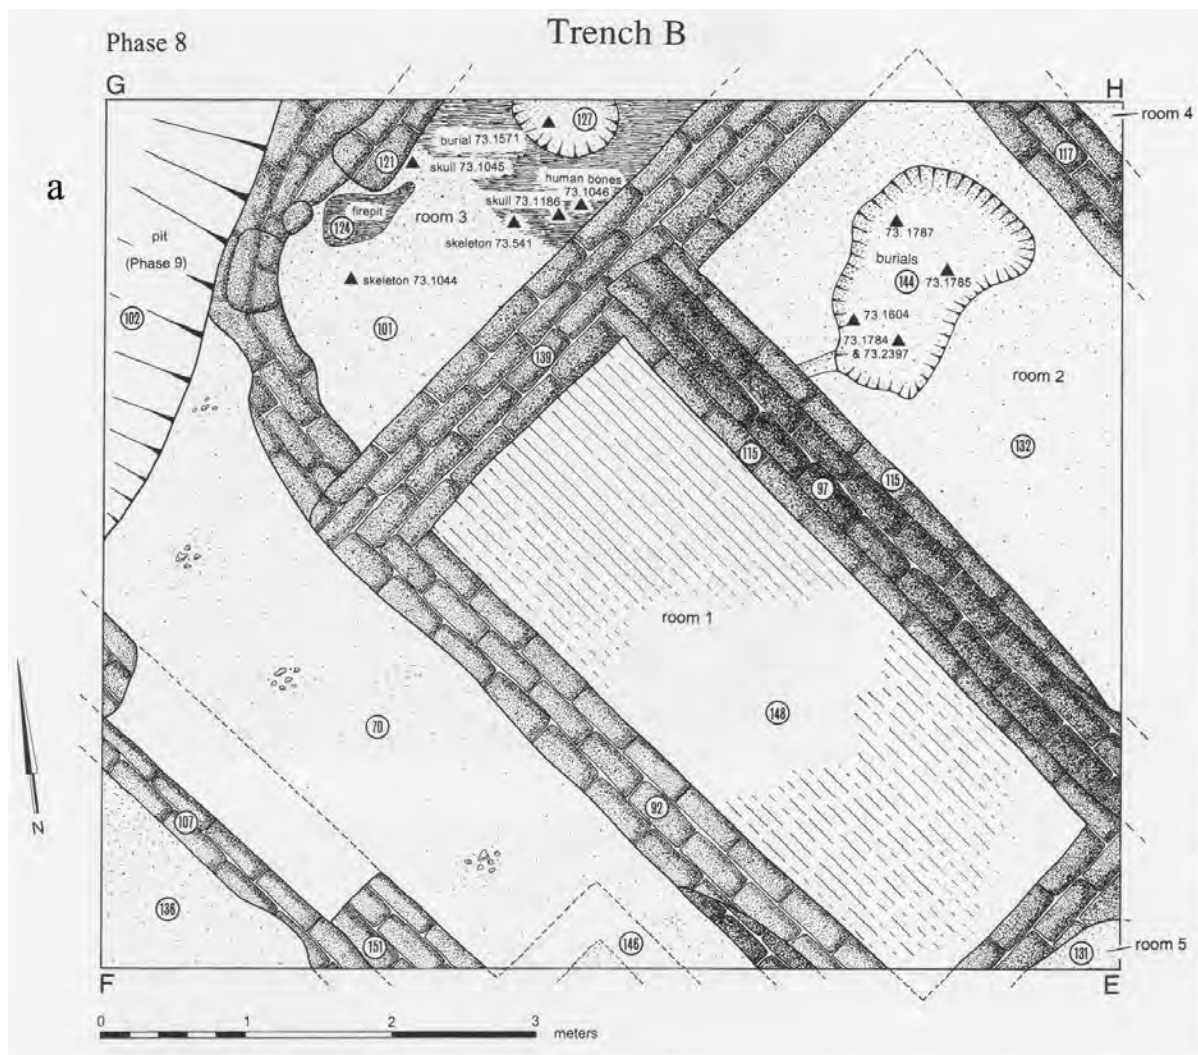 Phase 8
Trench B
G
H
a
room 4
127
burial 73.1571
121
skull 73.1045
117
human bones
73.1046
skull 73.1186
firepit
room 3
124
skeleton 73.541
73.1787
pit
(Phase 9)
burials
144
73.1785
skeleton 73.1044
102
101
73.1604
73.1784
& 73.2397
139
room 2
132
115
97
115
room 1
148
70
92
107
136
151
146
131
room 5
N
F
E
0 1 2 3 meters